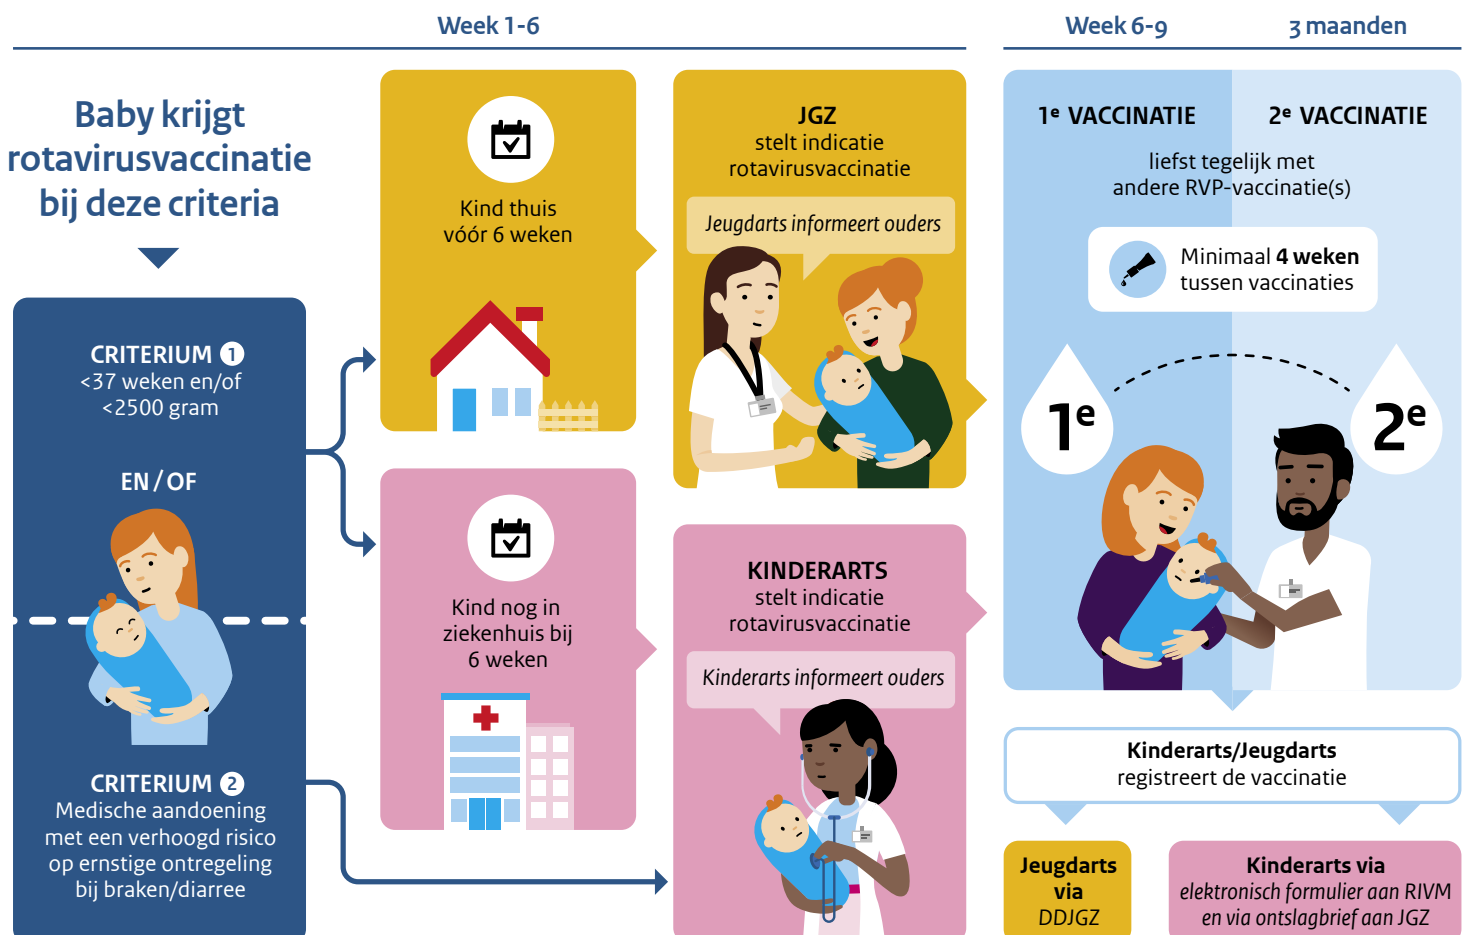 Week 1-6
Baby krijgt
rotavirusvaccinatie
bij deze criteria
CRITERIUM 1
<37 weken en/of
<2500 gram
EN / OF
CRITERIUM 2
Medische aandoening
met een verhoogd risico
op ernstige ontregeling
bij braken/diarree
Kind thuis
vóór 6 weken
Kind nog in
ziekenhuis bij
6 weken
JGZ
stelt indicatie
rotavirusvaccinatie
Jeugdarts informeert ouders
KINDERARTS
stelt indicatie
rotavirusvaccinatie
Kinderarts informeert ouders
Week 6-9
3 maanden
1e VACCINATIE
2e VACCINATIE
liefst tegelijk met
andere RVP-vaccinatie(s)
Minimaal 4 weken
tussen vaccinaties
1e
2e
Kinderarts/Jeugdarts
registreert de vaccinatie
Jeugdarts
via
DDJGZ
Kinderarts via
elektronisch formulier aan RIVM
en via ontslagbrief aan JGZ